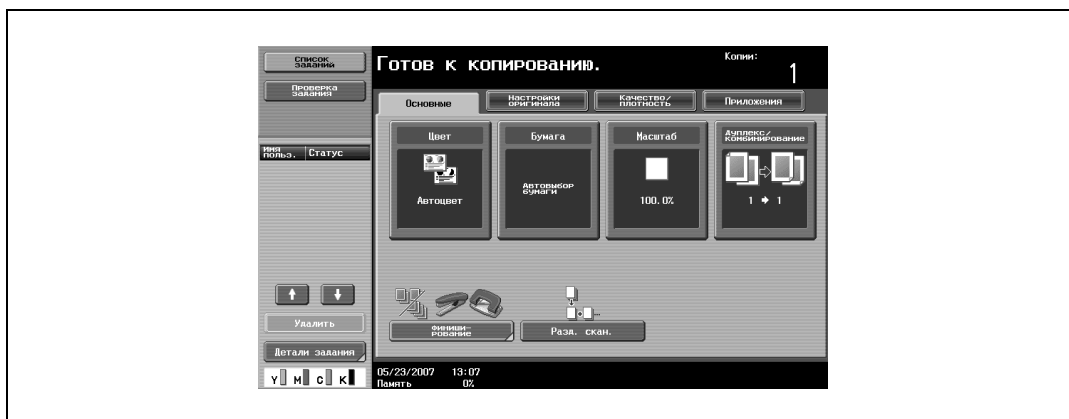 Список
заданий
Проверка
задания
Имя
польз.
Статус
Удалить
Детали задания
Y M C K
Готов к копированию.
Копии:
1
Основные
Настройки
оригинала
Качество/
плотность
Приложения
Цвет
Автоцвет
Бумага
Автовыбор
бумаги
Масштаб
100.0%
Дуплекс/
комбинирование
1 → 1
Финиши-
рование
Разд. скан.
05/23/2007 13:07
Память 0%